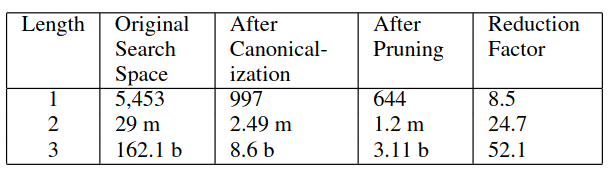 Length Original After After Reduction
Search Canonical- Pruning Factor
Space ization
1 5,453 997 644 8.5
2 29 m 2.49 m 1.2 m 24.7
3 162.1 b 8.6 b 3.11 b 52.1